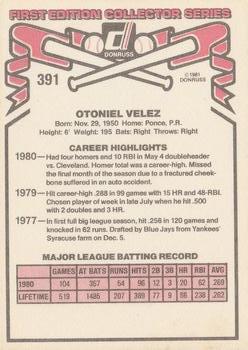 FIRST EDITION COLLECTOR SERIES
DONRUSS
391
©1981
DONRUSS
OTONIEL VELEZ
Born: Nov. 29, 1950 Home: Ponce, P.R.
Height: 6' Weight: 195 Bats: Right Throws: Right
CAREER HIGHLIGHTS
1980— Had four homers and 10 RBI in May 4 doubleheader
vs. Cleveland. Homer total was a career-high. Missed
the final month of the season due to a fractured cheek-
bone suffered in an auto accident.
1979— Hit career-high .288 in 99 games with 15 HR and 48-RBI.
Chosen player of week in late July when he hit .500
with 2 doubles and 3 HR.
1977— In first full big league season, hit .256 in 120 games and
knocked in 62 runs. Drafted by Blue Jays from Yankees'
Syracuse farm on Dec. 5.
MAJOR LEAGUE BATTING RECORD
GAMES AT BATS RUNS HITS 2B 3B HR RBI AVG
1980 104 357 54 96 12 3 20 62 .269
LIFETIME 519 1485 207 389 77 9 66 232 .262